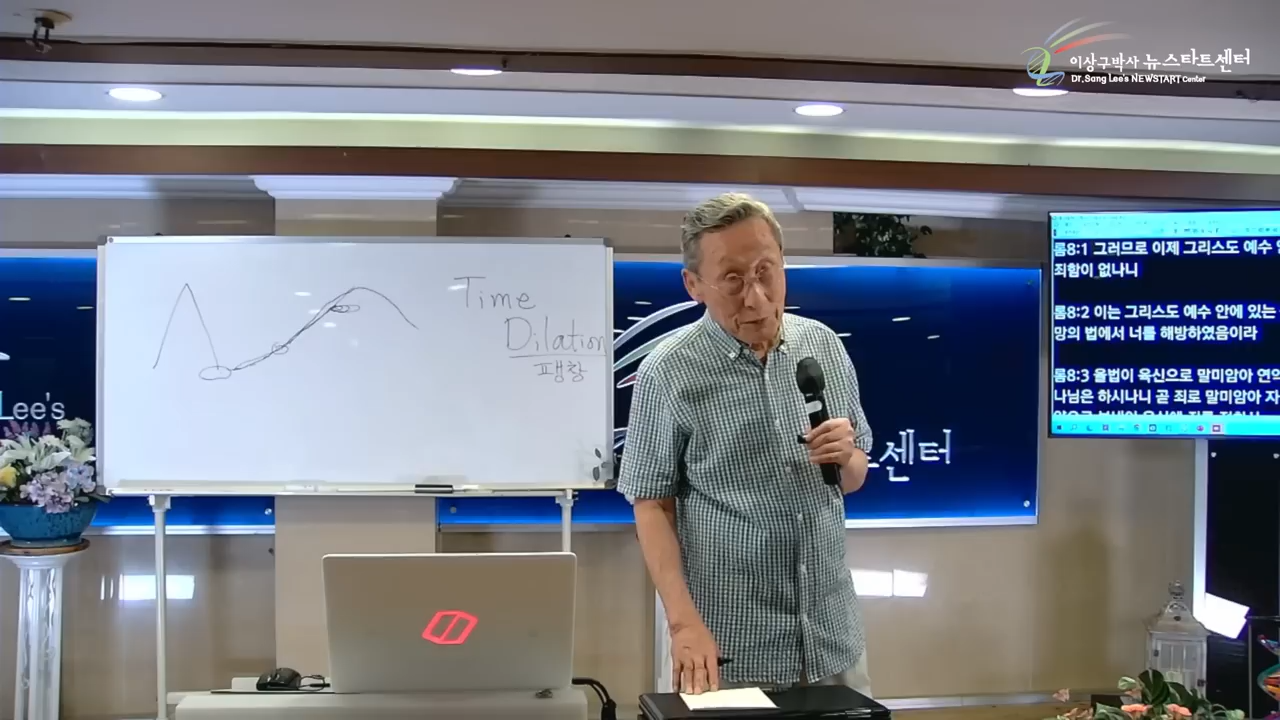 이상구박사 뉴스타트센터
Dr. Sang Lee's NEWSTART Center
Time
Dilation
팽창
Lee's
센터
롬8:1 그러므로 이제 그리스도 예수
죄함이 없나니
롬8:2 이는 그리스도 예수 안에 있는
망의 법에서 너를 해방하였음이라
롬8:3 율법이 육신으로 말미암아 연
나님은 하시나니 곧 죄로 말미암아 자